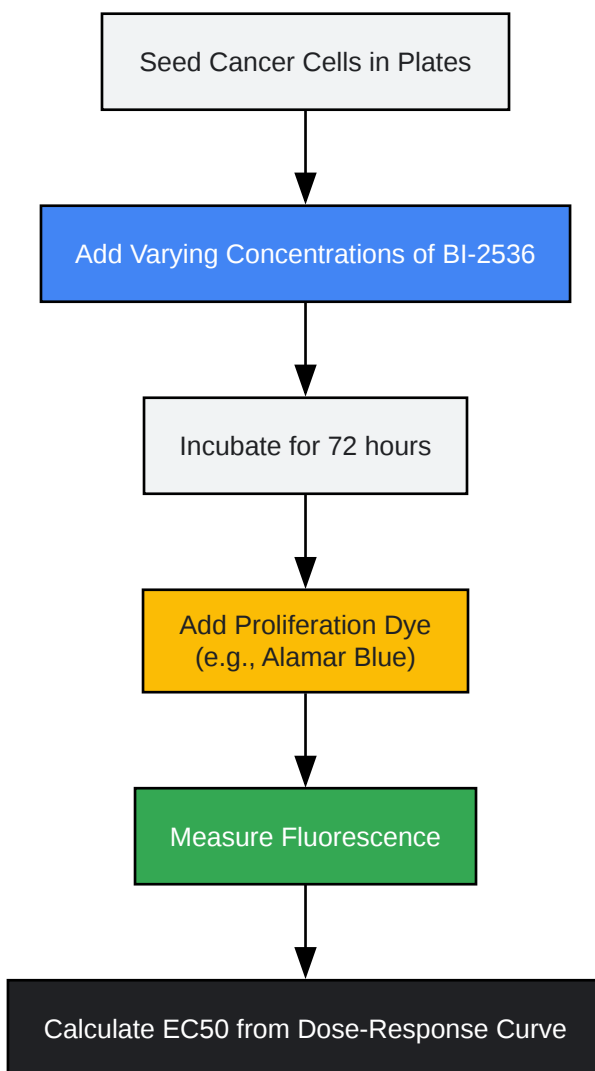 Seed Cancer Cells in Plates
Add Varying Concentrations of BI-2536
Incubate for 72 hours
Add Proliferation Dye
(e.g., Alamar Blue)
Measure Fluorescence
Calculate EC50 from Dose-Response Curve